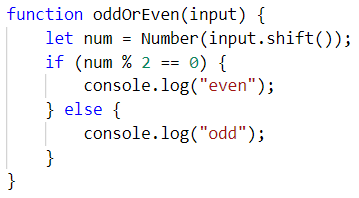 function oddOrEven(input) {
    let num = Number(input.shift());
    if (num % 2 == 0) {
        console.log("even");
    } else {
        console.log("odd");
    }
}